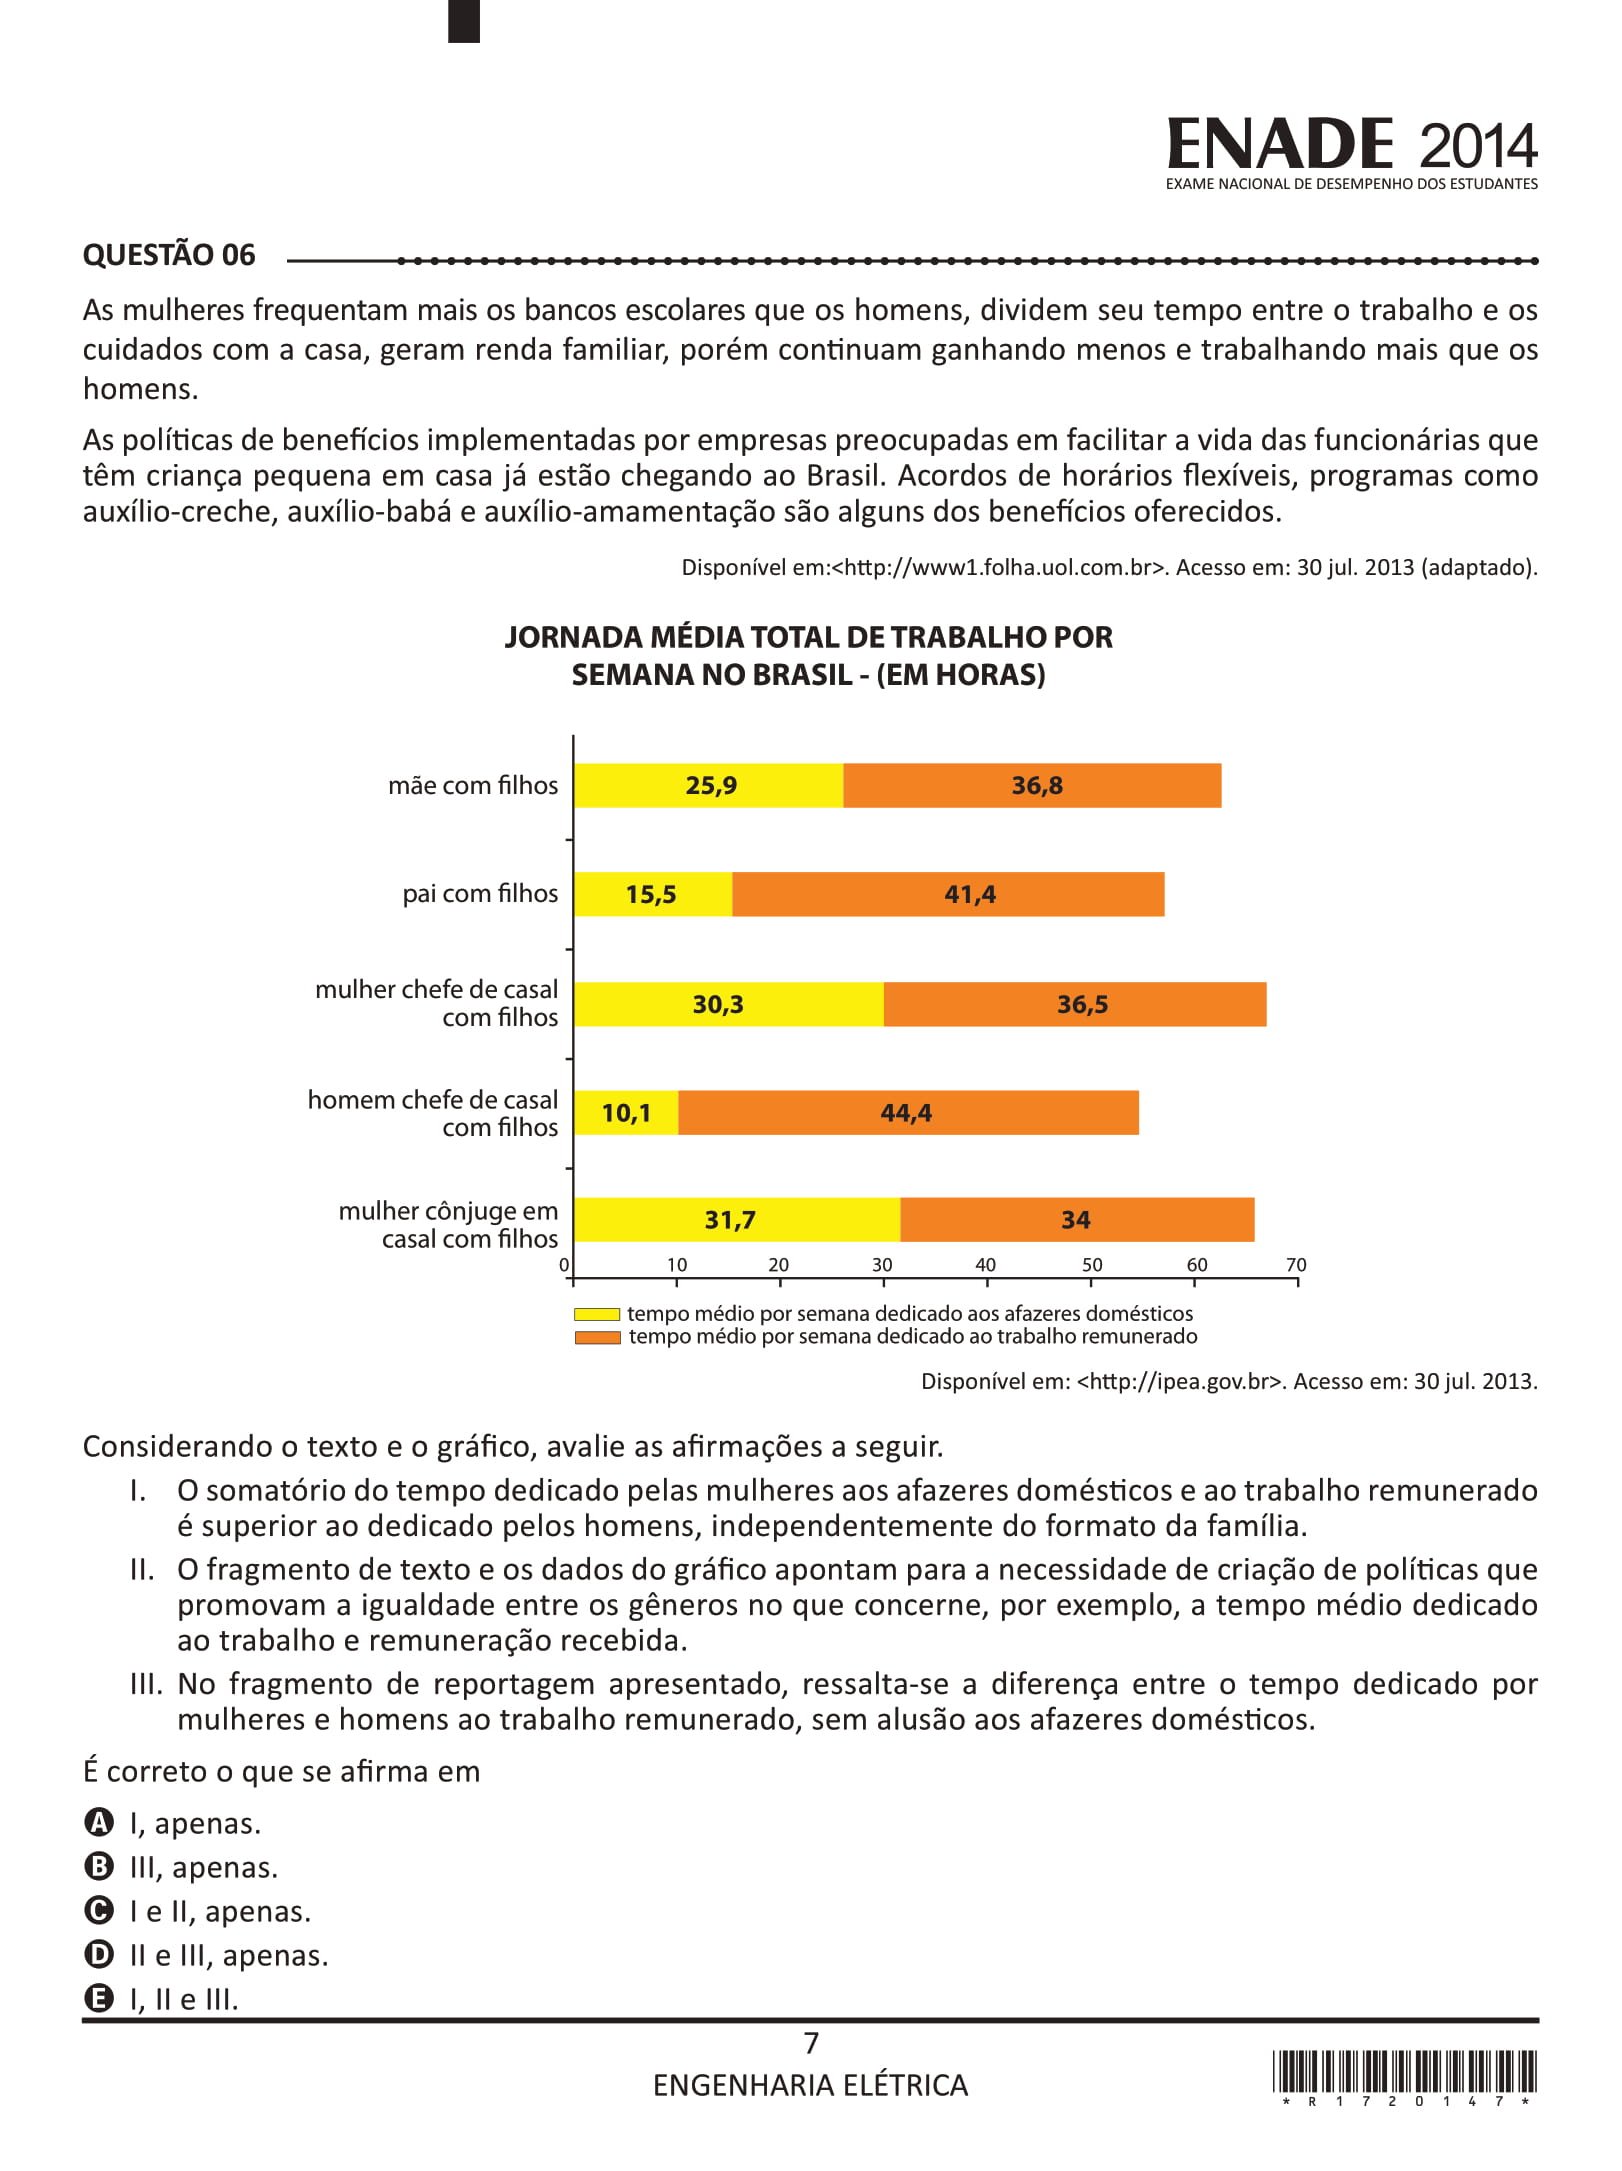 ENADE 2014
EXAME NACIONAL DE DESEMPENHO DOS ESTUDANTES
QUESTÃO 06
As mulheres frequentam mais os bancos escolares que os homens, dividem seu tempo entre o trabalho e os
cuidados com a casa, geram renda familiar, porém continuam ganhando menos e trabalhando mais que os
homens.
As políticas de benefícios implementadas por empresas preocupadas em facilitar a vida das funcionárias que
têm criança pequena em casa já estão chegando ao Brasil. Acordos de horários flexíveis, programas como
auxílio-creche, auxílio-babá e auxílio-amamentação são alguns dos benefícios oferecidos.
Disponível em:<http://www1.folha.uol.com.br>. Acesso em: 30 jul. 2013 (adaptado).
JORNADA MÉDIA TOTAL DE TRABALHO POR
SEMANA NO BRASIL - (EM HORAS)
mãe com filhos 25,9 36,8
pai com filhos 15,5 41,4
mulher chefe de casal
com filhos
30,3 36,5
homem chefe de casal
com filhos
10,1 44,4
mulher cônjuge em
casal com filhos
31,7 34
0 10 20 30 40 50 60 70
tempo médio por semana dedicado aos afazeres domésticos
tempo médio por semana dedicado ao trabalho remunerado
Disponível em: <http://ipea.gov.br>. Acesso em: 30 jul. 2013.
Considerando o texto e o gráfico, avalie as afirmações a seguir.
I. O somatório do tempo dedicado pelas mulheres aos afazeres domésticos e ao trabalho remunerado
é superior ao dedicado pelos homens, independentemente do formato da família.
II. O fragmento de texto e os dados do gráfico apontam para a necessidade de criação de políticas que
promovam a igualdade entre os gêneros no que concerne, por exemplo, a tempo médio dedicado
ao trabalho e remuneração recebida.
III. No fragmento de reportagem apresentado, ressalta-se a diferença entre o tempo dedicado por
mulheres e homens ao trabalho remunerado, sem alusão aos afazeres domésticos.
É correto o que se afirma em
A I, apenas.
B III, apenas.
C I e II, apenas.
D II e III, apenas.
E I, II e III.
7
ENGENHARIA ELÉTRICA
* R 1 7 2 0 1 4 7 *